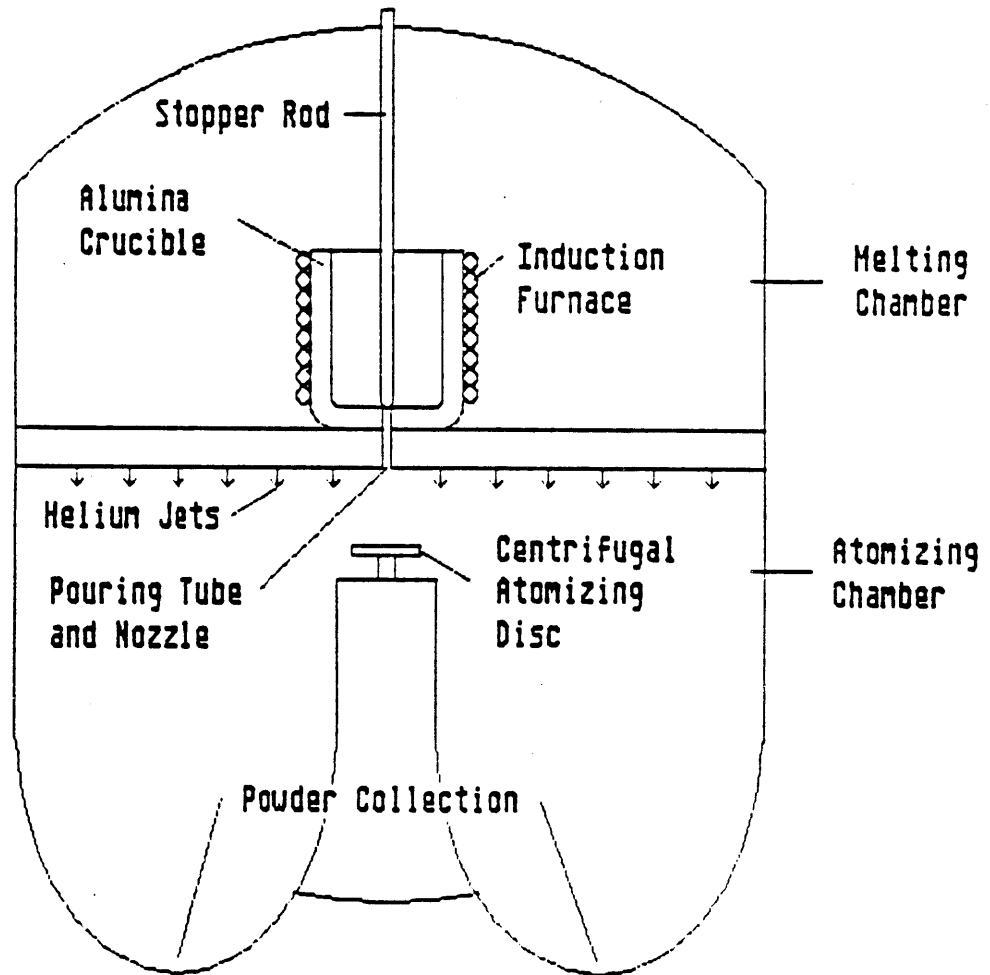 Stopper Rod
Alumina
Crucible
Induction
Furnace
Melting
Chamber
Helium Jets
Pouring Tube
and Nozzle
Centrifugal
Atomizing
Disc
Atomizing
Chamber
Powder Collection